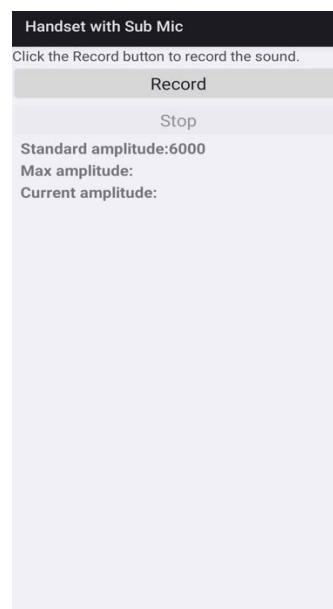 Handset with Sub Mic
Click the Record button to record the sound.
Record
Stop
Standard amplitude:6000
Max amplitude:
Current amplitude: